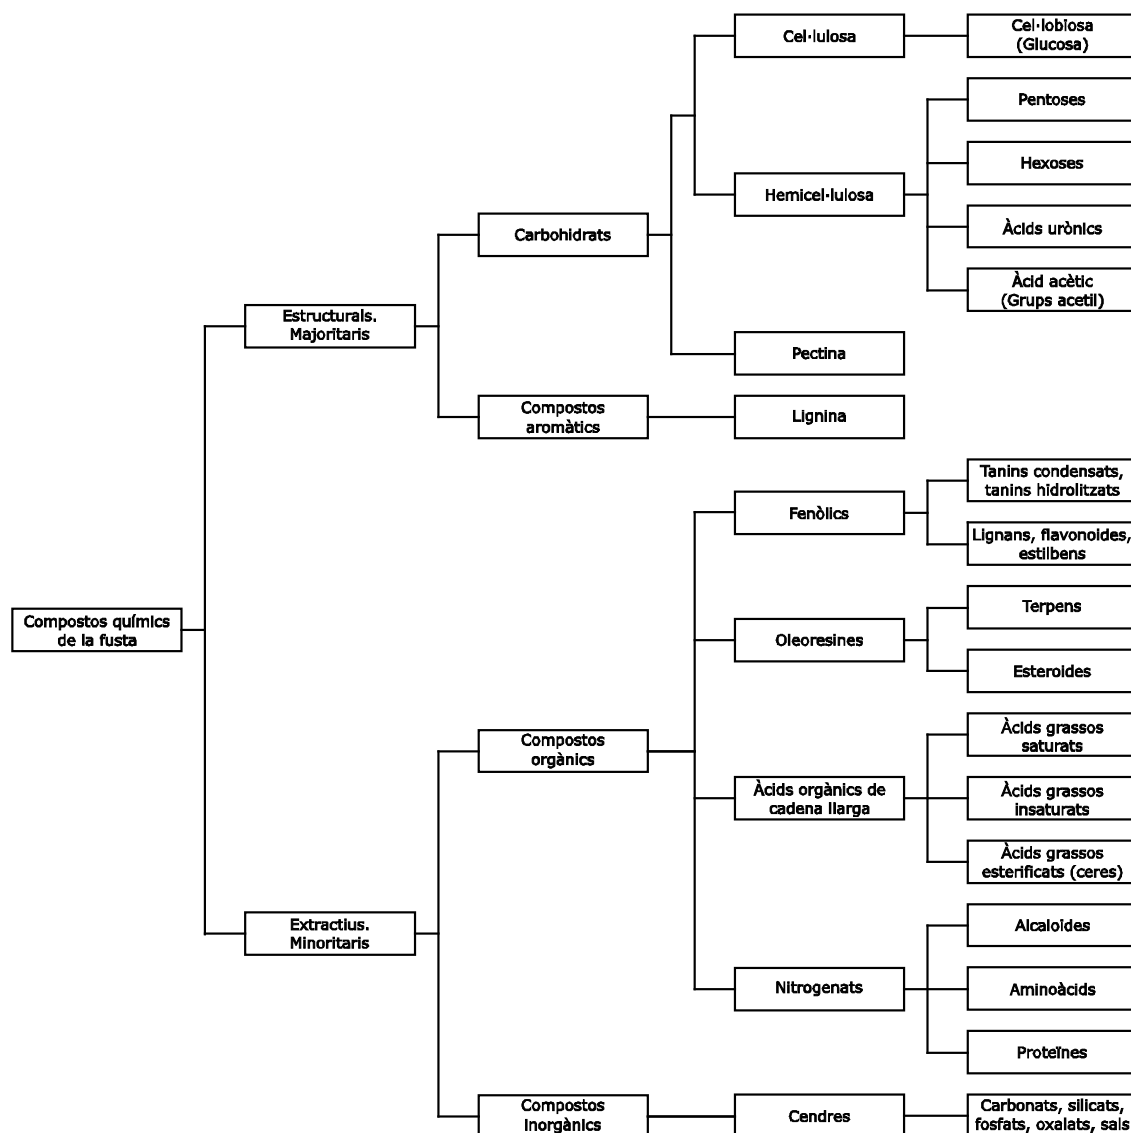 Compostos químics
de la fusta
Estructurals.
Majoritaris
Carbohidrats
Cel·lulosa
Cel·lobiosa
(Glucosa)
Hemicel·lulosa
Pentoses
Hexoses
Àcids urònics
Àcid acètic
(Grups acetil)
Pectina
Compostos
aromàtics
Lignina
Extractius.
Minoritaris
Compostos
orgànics
Fenòlics
Tanins condensats,
tanins hidrolitzats
Lignans, flavonoides,
estilbens
Oleoresines
Terpens
Esteroides
Àcids orgànics de
cadena llarga
Àcids grassos
saturats
Àcids grassos
insaturats
Àcids grassos
esterificats (ceres)
Nitrogenats
Alcaloides
Aminoàcids
Proteïnes
Compostos
inorgànics
Cendres
Carbonats, silicats,
fosfats, oxalats, sals